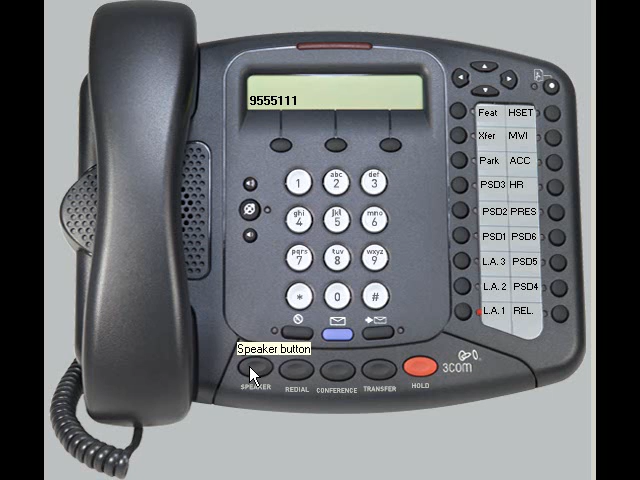 9555111
Feat HSET
Xfer MWI
Park ACC
PSD3 HR
PSD2 PRES
PSD1 PSD6
L.A.3 PSD5
L.A.2 PSD4
L.A.1 REL.
1
abc 2
def 3
ghi 4
jkl 5
mno 6
pqrs 7
tuv 8
wxyz 9
*
0
#
Speaker button
SPEAKER
REDIAL
CONFERENCE
TRANSFER
HOLD
3COM